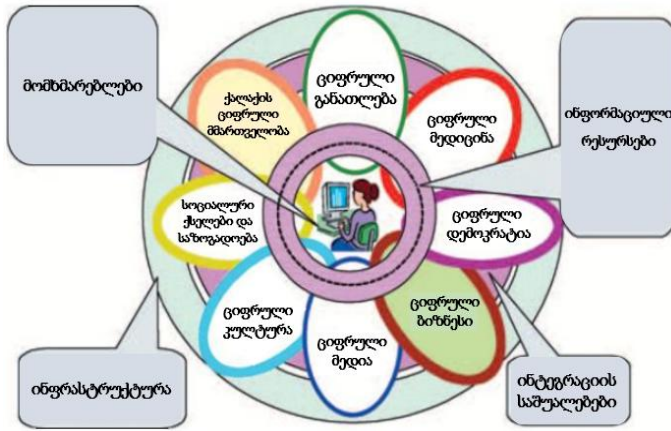 მომხმარებლები
ციფრული
განათლება
ქალაქის
ციფრული
მმართველობა
ციფრული
მედიცინა
ინფორმაციული
რესურსები
სოციალური
ქსელები და
საზოგადოება
ციფრული
დემოკრატია
ციფრული
კულტურა
ციფრული
მედია
ციფრული
ბიზნესი
ინფრასტრუქტურა
ინტეგრაციის
საშუალებები